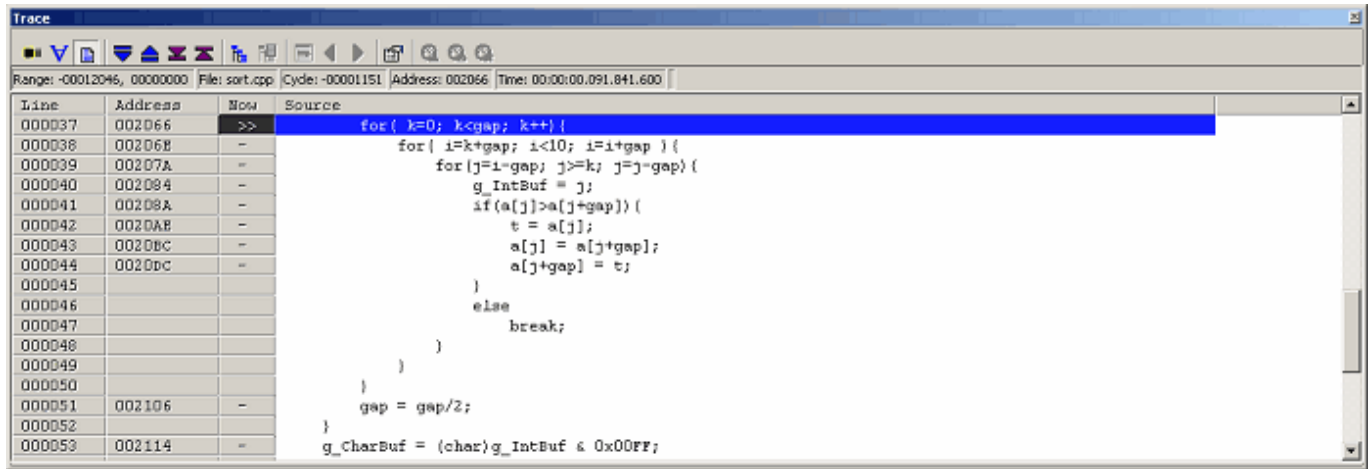 Trace
Range: -00012046, 00000000 File: sort.cpp Cycle: -00001151 Address: 002066 Time: 00:00:00.091.841.600
Line Address Now Source
000037 002066 >> for( k=0; k<gap; k++){
000038 00206B - for( i=k+gap; i<10; i=i+gap ){
000039 00207A - for(j=i-gap; j>=k; j=j-gap){
000040 002084 - g_IntBuf = j;
000041 00208A - if(a[j]>a[j+gap]){
000042 0020AB - t = a[j];
000043 0020BC - a[j] = a[j+gap];
000044 0020DC - a[j+gap] = t;
000045 }
000046 else
000047 break;
000048 }
000049 }
000050 }
000051 002106 - gap = gap/2;
000052 }
000053 002114 - g_CharBuf = (char)g_IntBuf & 0x00FF;